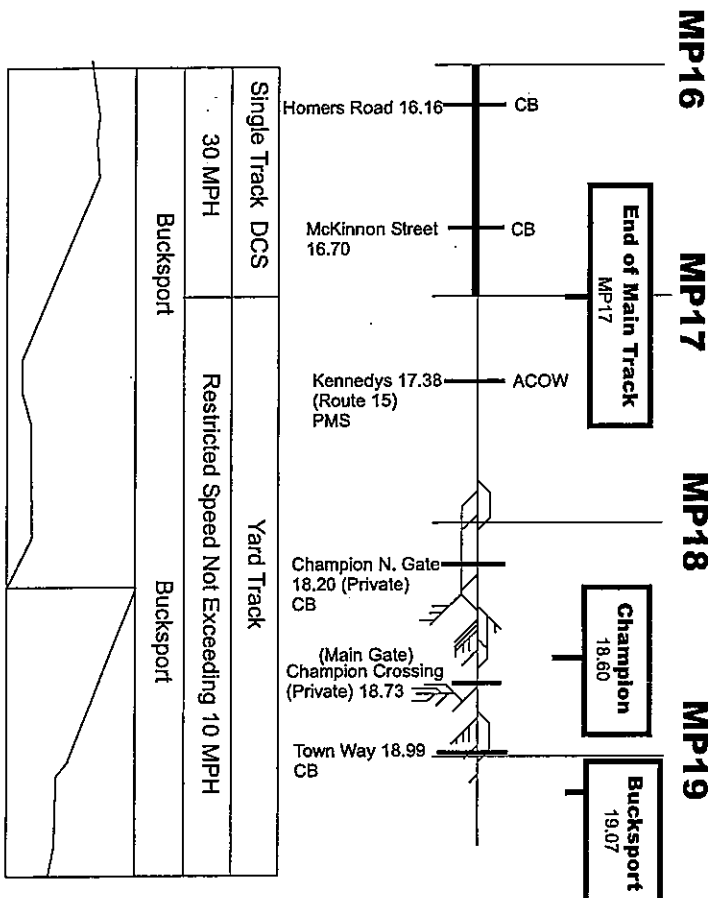 MP16
MP17
MP18
MP19
End of Main Track
MP17
Champion
18.60
Bucksport
19.07
CB
CB
ACOW
Homers Road 16.16
McKinnon Street
16.70
Kennedys 17.38
(Route 15)
PMS
Champion N. Gate
18.20 (Private)
CB
(Main Gate)
Champion Crossing
(Private) 18.73
Town Way 18.99
CB
Single Track DCS
Yard Track
30 MPH
Restricted Speed Not Exceeding 10 MPH
Bucksport
Bucksport